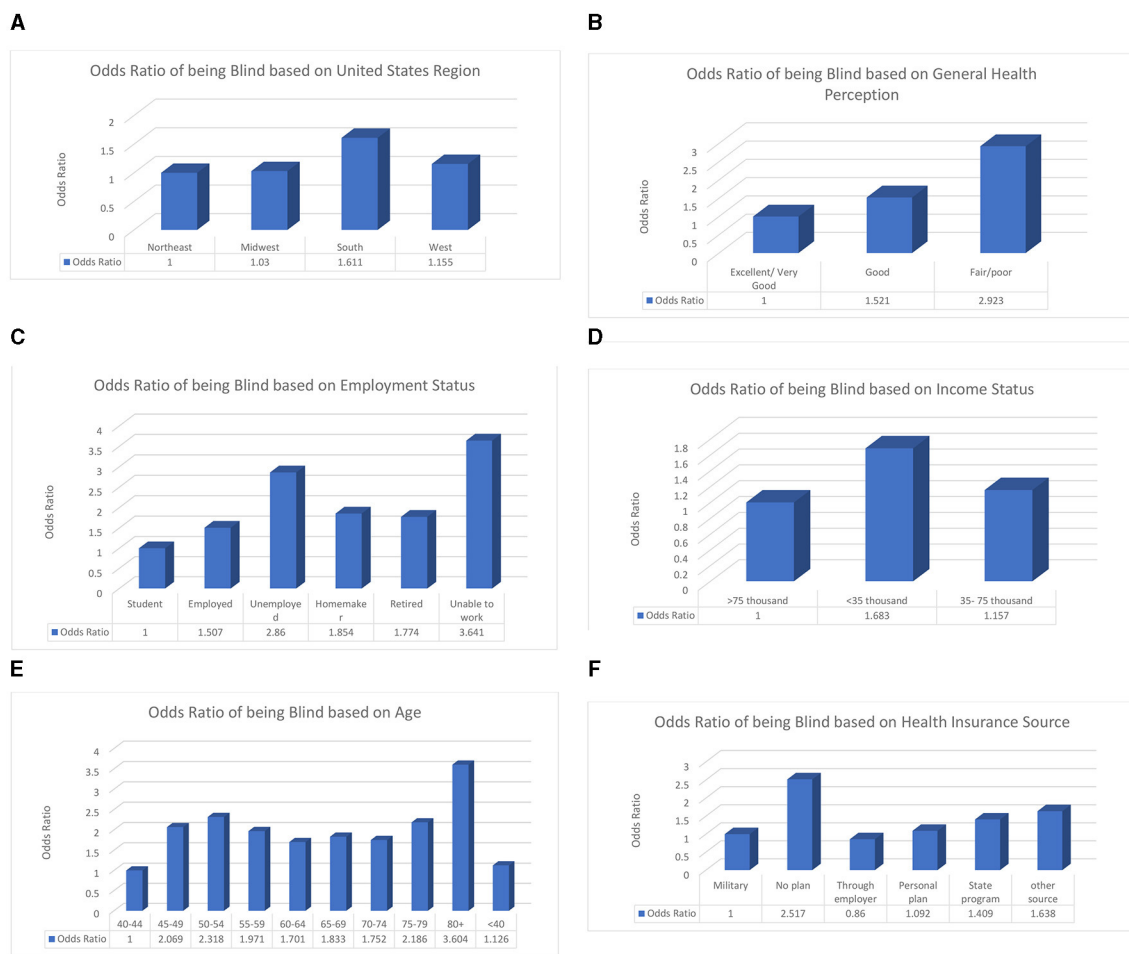 A
Odds Ratio of being Blind based on United States Region
Odds Ratio
2
1.5
1
0.5
0
Northeast Midwest South West
Odds Ratio 1 1.03 1.611 1.155
B
Odds Ratio of being Blind based on General Health
Perception
Odds Ratio
3
2.5
2
1.5
1
0.5
0
Excellent/ Very Good Fair/poor
Good
Odds Ratio 1 1.521 2.923
C
Odds Ratio of being Blind based on Employment Status
Odds Ratio
4
3.5
3
2.5
2
1.5
1
0.5
0
Student Employed Unemploye Homemake Retired Unable to
d r work
Odds Ratio 1 1.507 2.86 1.854 1.774 3.641
D
Odds Ratio of being Blind based on Income Status
Odds Ratio
1.8
1.6
1.4
1.2
1
0.8
0.6
0.4
0.2
0
>75 thousand <35 thousand 35- 75 thousand
Odds Ratio 1 1.683 1.157
E
Odds Ratio of being Blind based on Age
Odds Ratio
4
3.5
3
2.5
2
1.5
1
0.5
0
40-44 45-49 50-54 55-59 60-64 65-69 70-74 75-79 80+ <40
Odds Ratio 1 2.069 2.318 1.971 1.701 1.833 1.752 2.186 3.604 1.126
F
Odds Ratio of being Blind based on Health Insurance Source
Odds Ratio
3
2.5
2
1.5
1
0.5
0
Military No plan Through Personal State other
employer plan program source
Odds Ratio 1 2.517 0.86 1.092 1.409 1.638